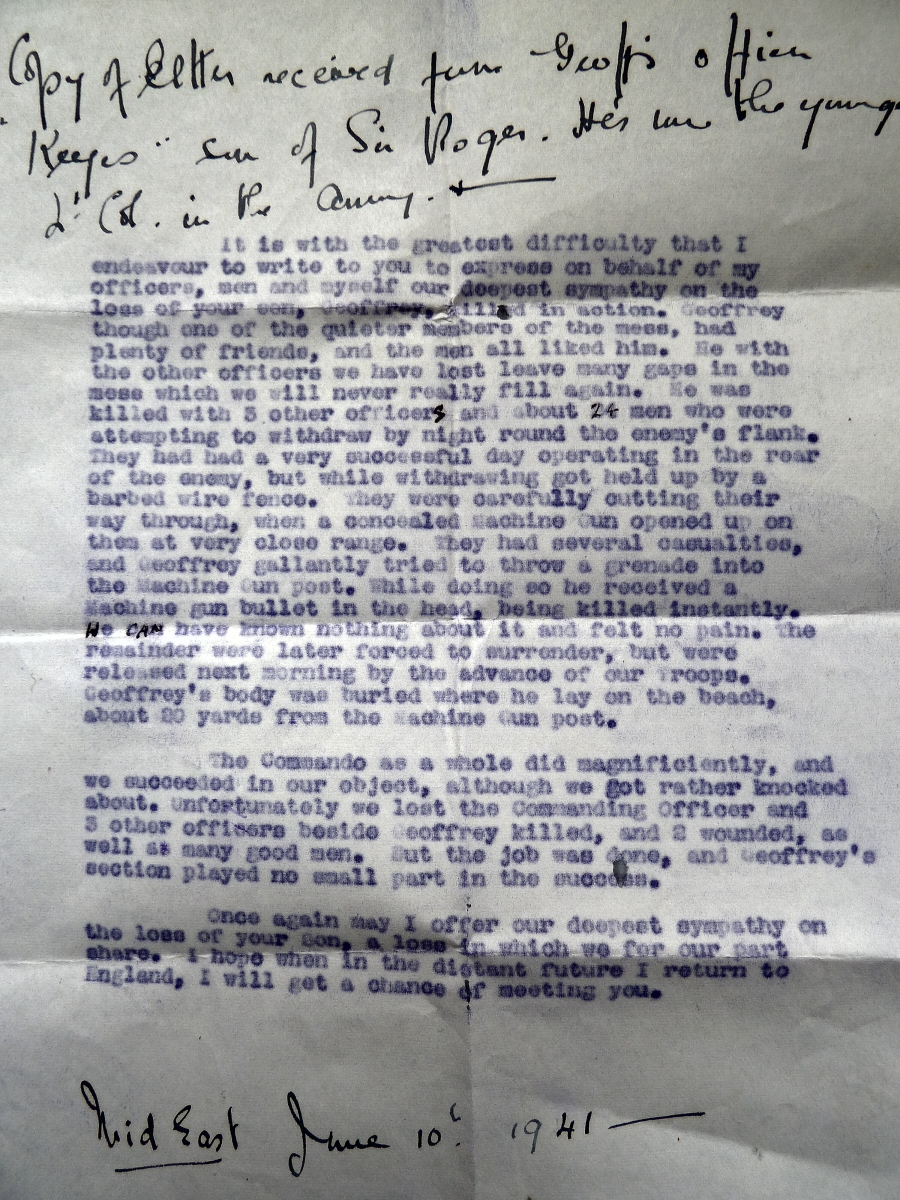 Copy of letter received from Geoff's officer
"Keyes" son of Sir Roger. He's now the youngest
Lt Col. in the Army.
It is with the greatest difficulty that I
endeavour to write to you to express on behalf of my
officers, men and myself our deepest sympathy on the
loss of your son, Geoffrey, killed in action. Geoffrey
though one of the quieter members of the mess, had
plenty of friends, and the men all liked him. He with
the other officers we have lost leave many gaps in the
mess which we will never really fill again. He was
killed with 3 other officers and about 24 men who were
attempting to withdraw by night round the enemy's flank.
They had had a very successful day operating in the rear
of the enemy, but while withdrawing got held up by a
barbed wire fence. They were carefully cutting their
way through, when a concealed Machine Gun opened up on
them at very close range. They had several casualties,
and Geoffrey gallantly tried to throw a grenade into
the Machine Gun post. While doing so he received a
Machine gun bullet in the head, being killed instantly.
He CAN have known nothing about it and felt no pain. The
remainder were later forced to surrender, but were
released next morning by the advance of our Troops.
Geoffrey's body was buried where he lay on the beach,
about 20 yards from the Machine Gun post.
The Commando as a whole did magnificiently, and
we succeeded in our object, although we got rather knocked
about. Unfortunately we lost the Commanding Officer and
3 other officers beside Geoffrey killed, and 2 wounded, as
well as many good men. But the job was done, and Geoffrey's
section played no small part in the success.
Once again may I offer our deepest sympathy on
the loss of your son, a loss in which we for our part
share. I hope when in the distant future I return to
England, I will get a chance of meeting you.
Mid East June 10th 1941